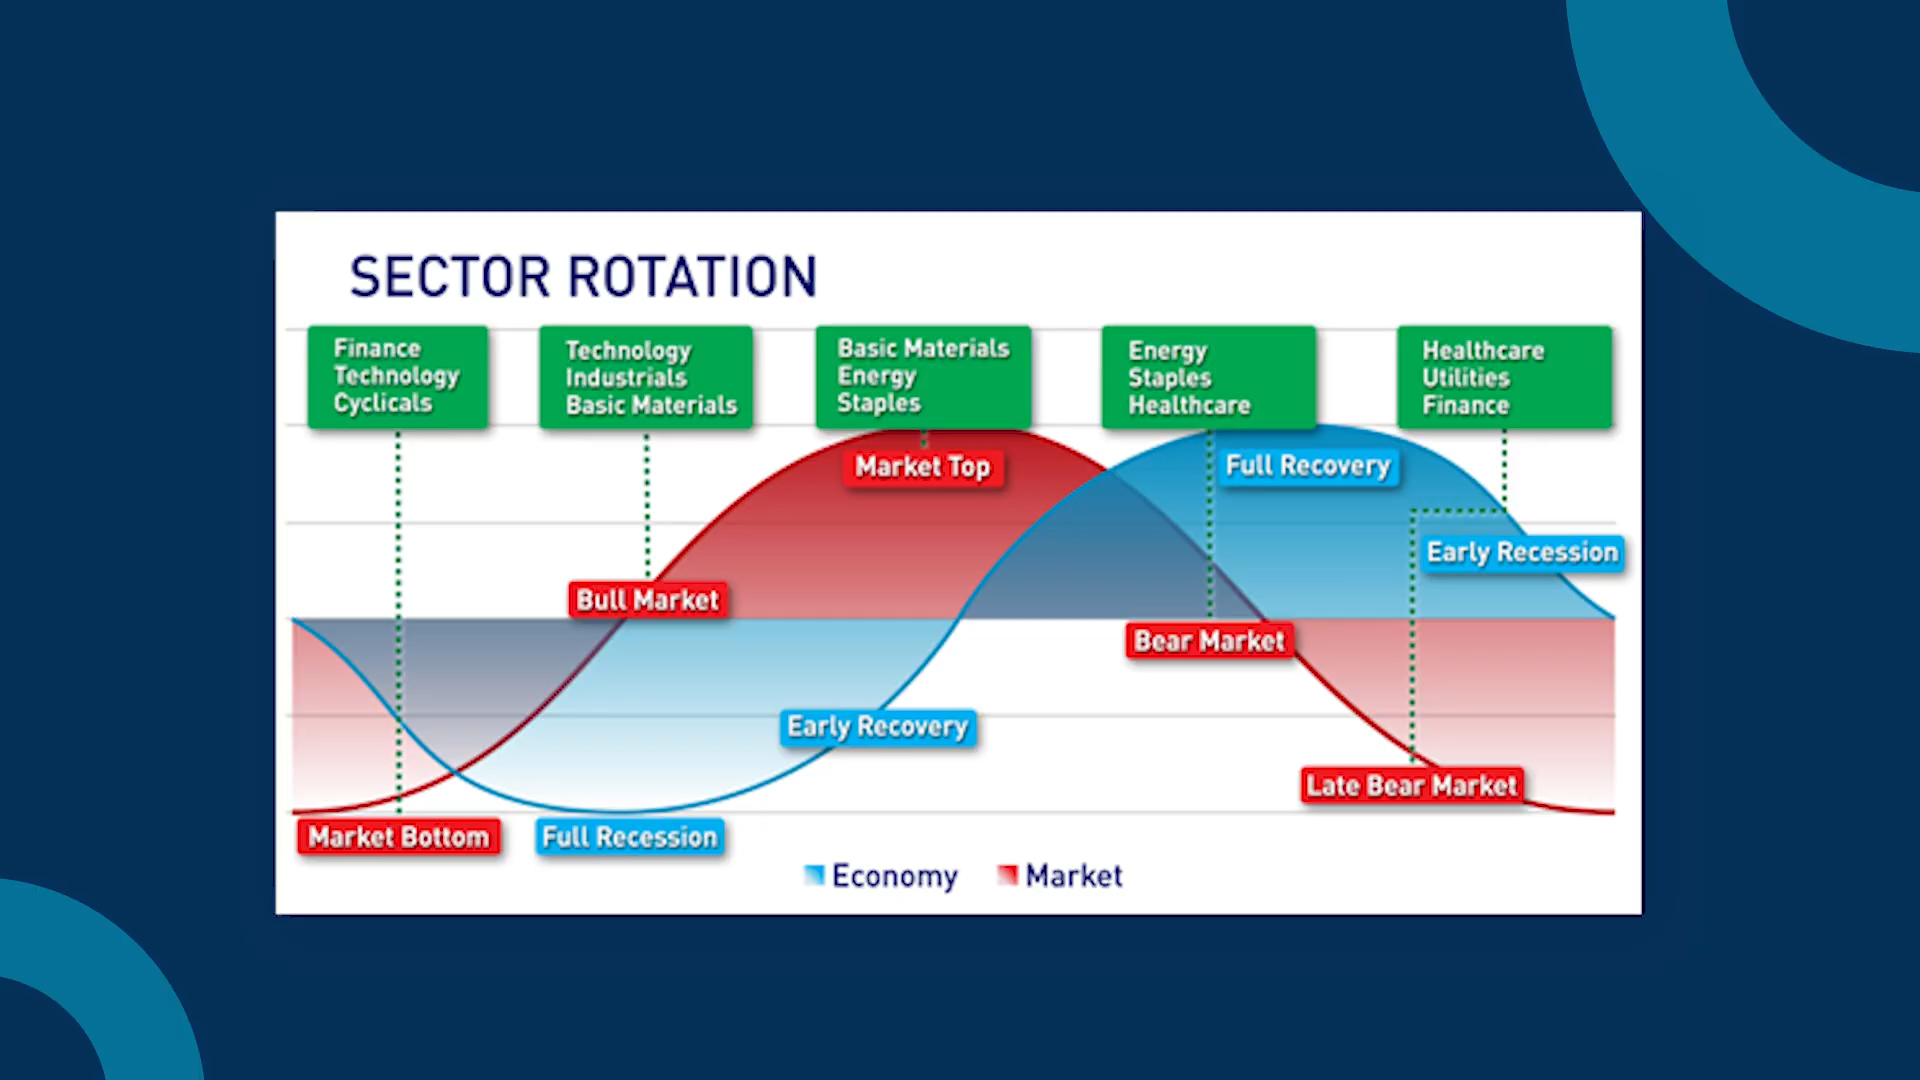 SECTOR ROTATION
Finance
Technology
Cyclicals
Technology
Industrials
Basic Materials
Basic Materials
Energy
Staples
Energy
Staples
Healthcare
Healthcare
Utilities
Finance
Market Top
Full Recovery
Early Recession
Bull Market
Bear Market
Early Recovery
Late Bear Market
Market Bottom
Full Recession
Economy
Market